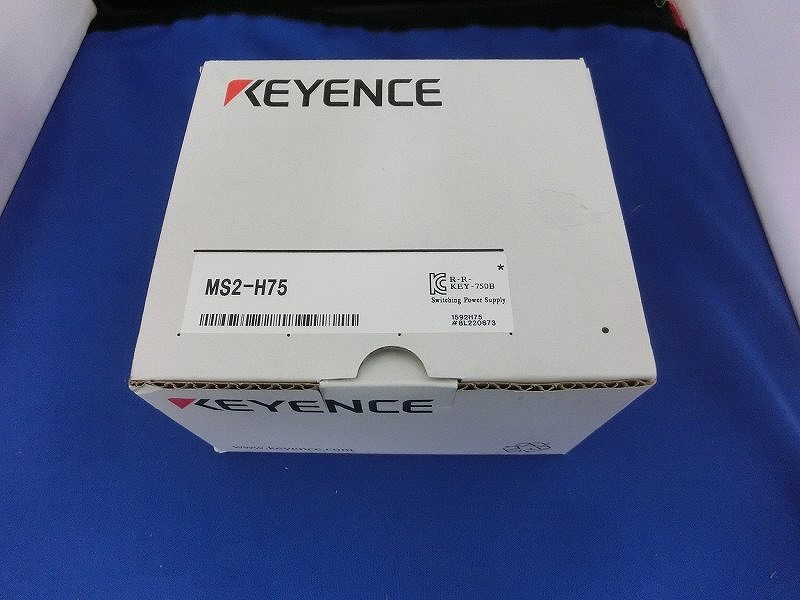 KEYENCE
*
MS2-H75
R-R-
KEY-750B
Switching Power Supply
1592H75
#6L220673
KEYENCE
www.keyence.com